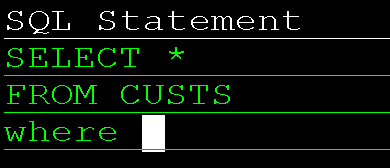 SQL Statement
SELECT *
FROM CUSTS
where